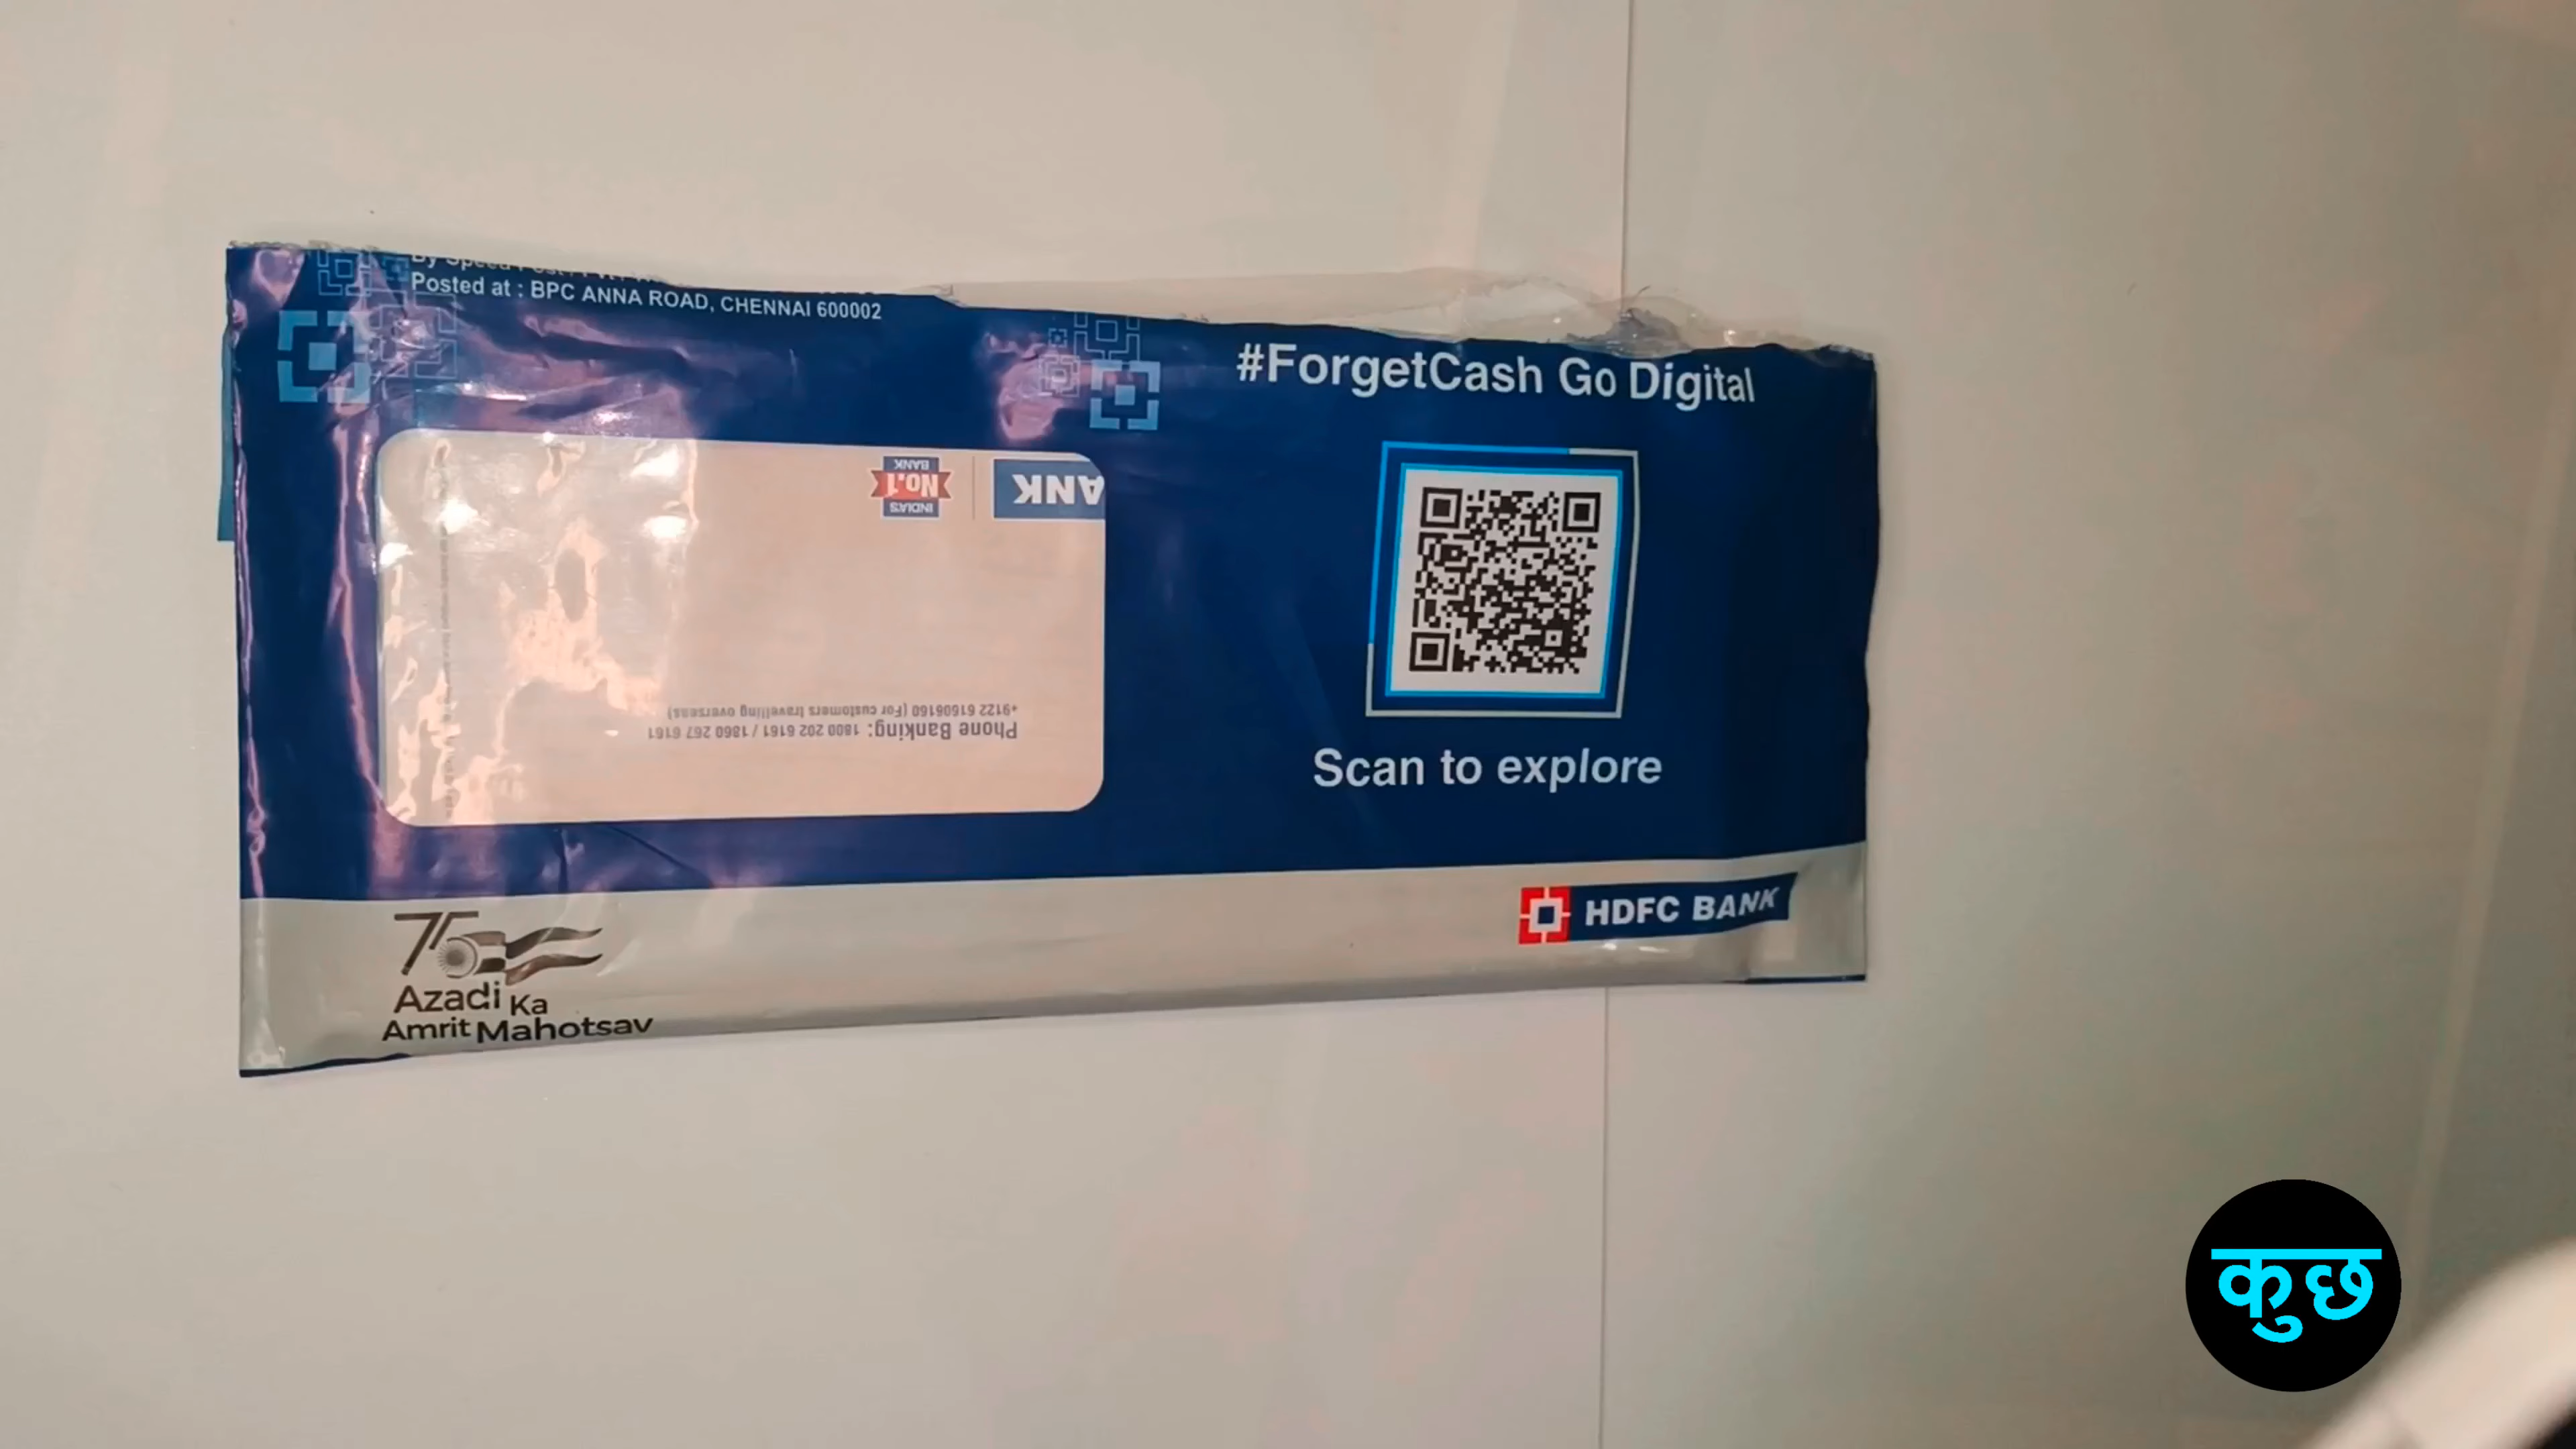 By Speed Post
Posted at : BPC ANNA ROAD, CHENNAI 600002
#ForgetCash Go Digital
INDIA'S
No.1
BANK
ANK
Phone Banking: 1800 202 6161 / 1860 267 6161
+9122 61606160 (For customers travelling overseas)
Scan to explore
HDFC BANK
75
Azadi Ka
Amrit Mahotsav
कुछ